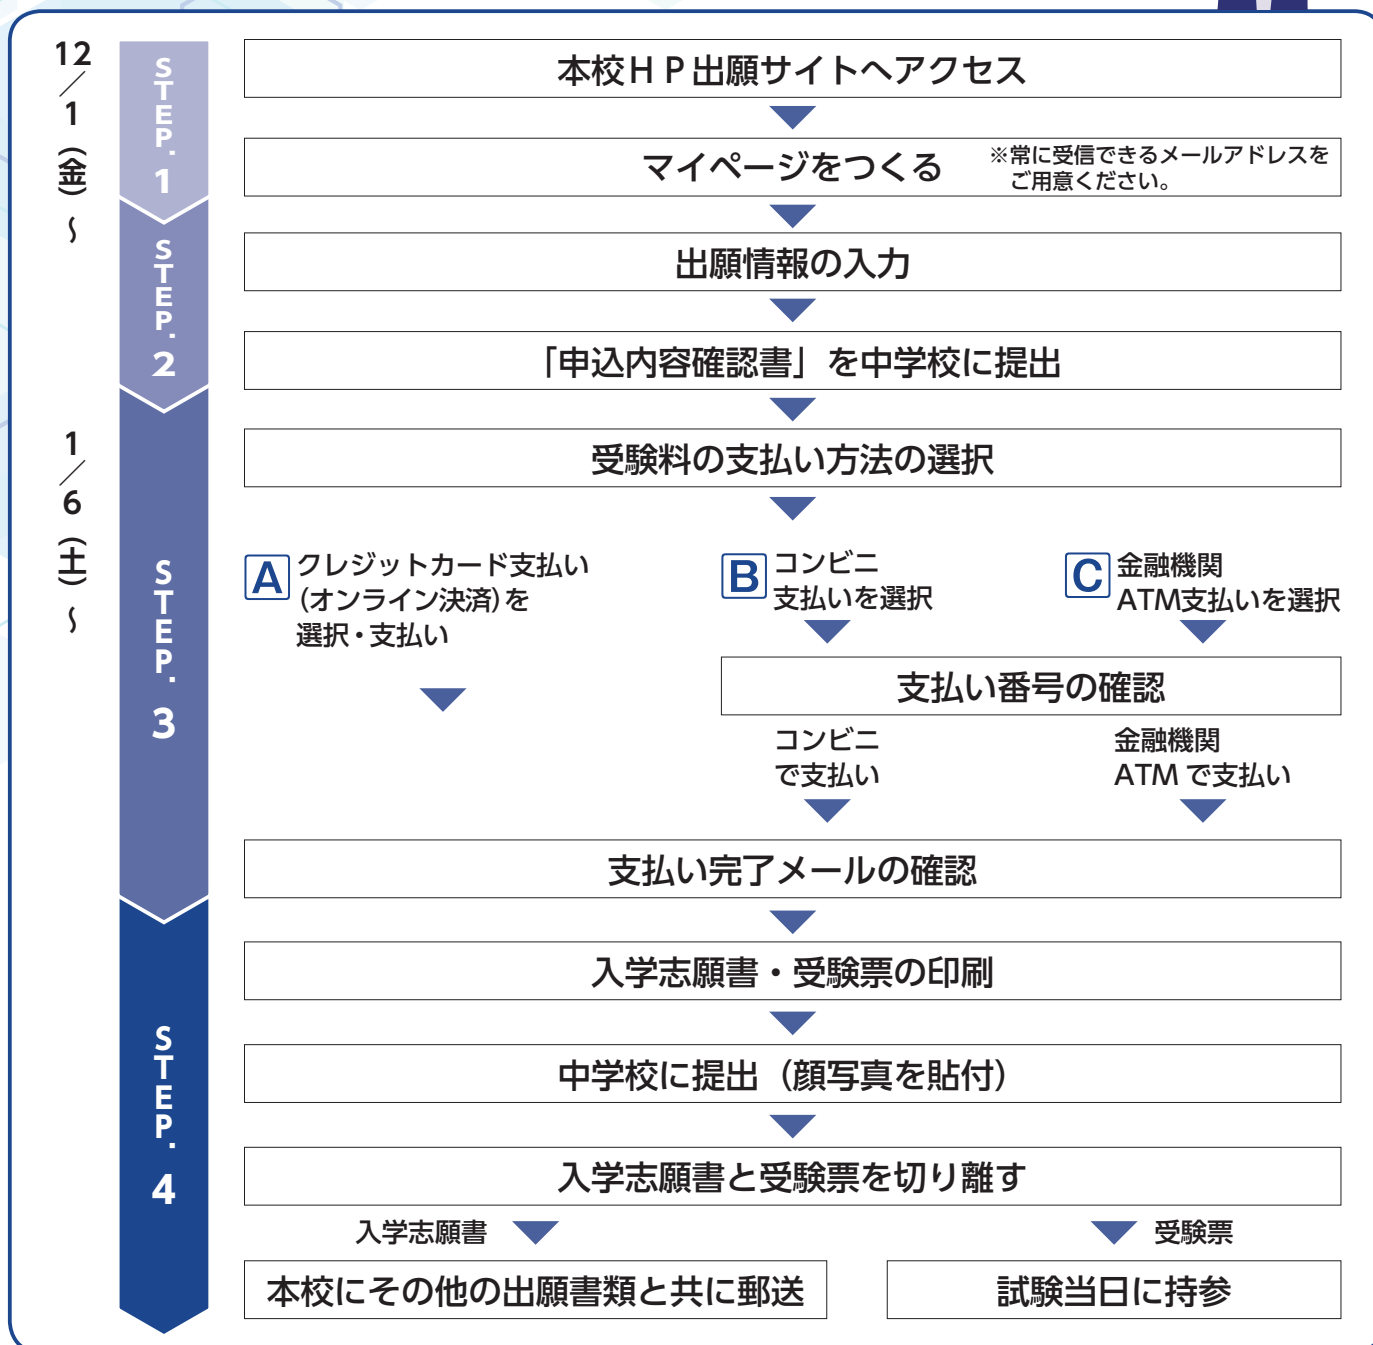 12/1(金)〜
STEP.1
本校HP出願サイトへアクセス
マイページをつくる
※常に受信できるメールアドレスを
ご用意ください。
STEP.2
出願情報の入力
「申込内容確認書」を中学校に提出
1/6(土)〜
STEP.3
受験料の支払い方法の選択
A クレジットカード支払い
(オンライン決済)を
選択・支払い
B コンビニ
支払いを選択
C 金融機関
ATM支払いを選択
支払い番号の確認
コンビニ
で支払い
金融機関
ATM で支払い
支払い完了メールの確認
STEP.4
入学志願書・受験票の印刷
中学校に提出(顔写真を貼付)
入学志願書と受験票を切り離す
入学志願書
受験票
本校にその他の出願書類と共に郵送
試験当日に持参